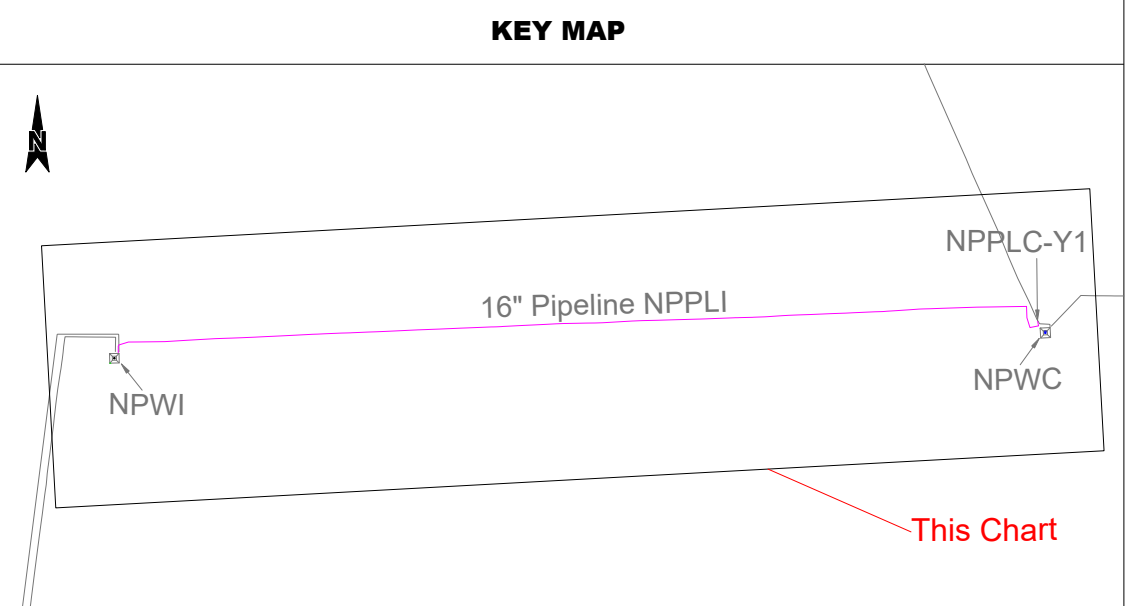 KEY MAP
N
NPPLC-Y1
16" Pipeline NPPLI
NPWI
NPWC
This Chart